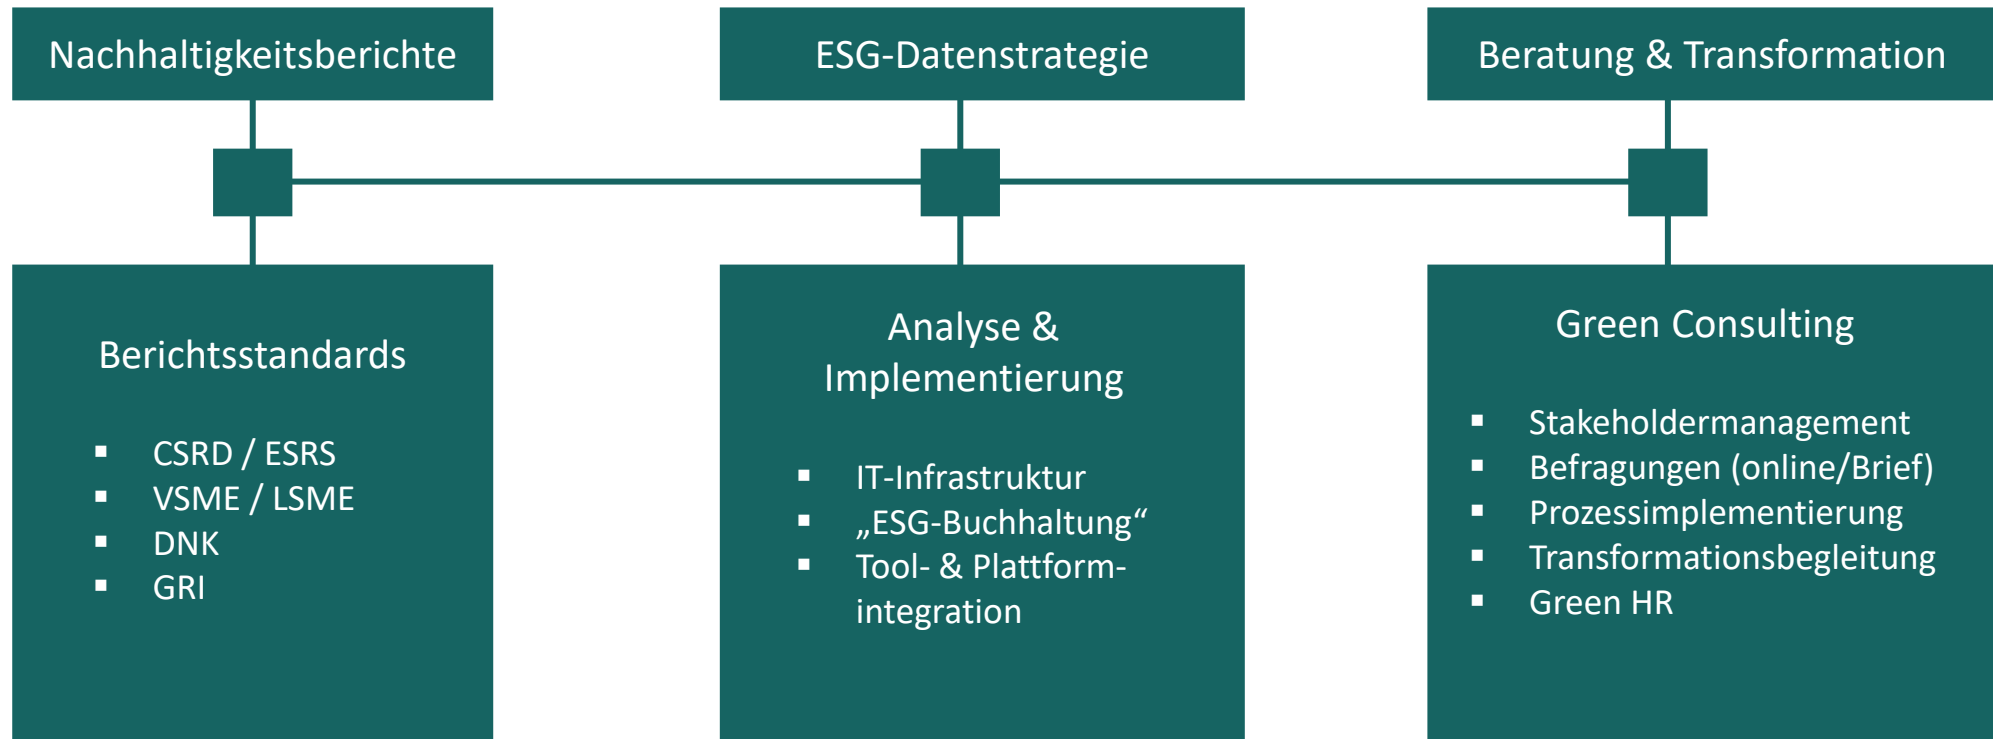 Nachhaltigkeitsberichte
ESG-Datenstrategie
Beratung & Transformation
Berichtsstandards
▪ CSRD / ESRS
▪ VSME / LSME
▪ DNK
▪ GRI
Analyse &
Implementierung
▪ IT-Infrastruktur
▪ „ESG-Buchhaltung“
▪ Tool- & Plattform-
integration
Green Consulting
▪ Stakeholdermanagement
▪ Befragungen (online/Brief)
▪ Prozessimplementierung
▪ Transformationsbegleitung
▪ Green HR